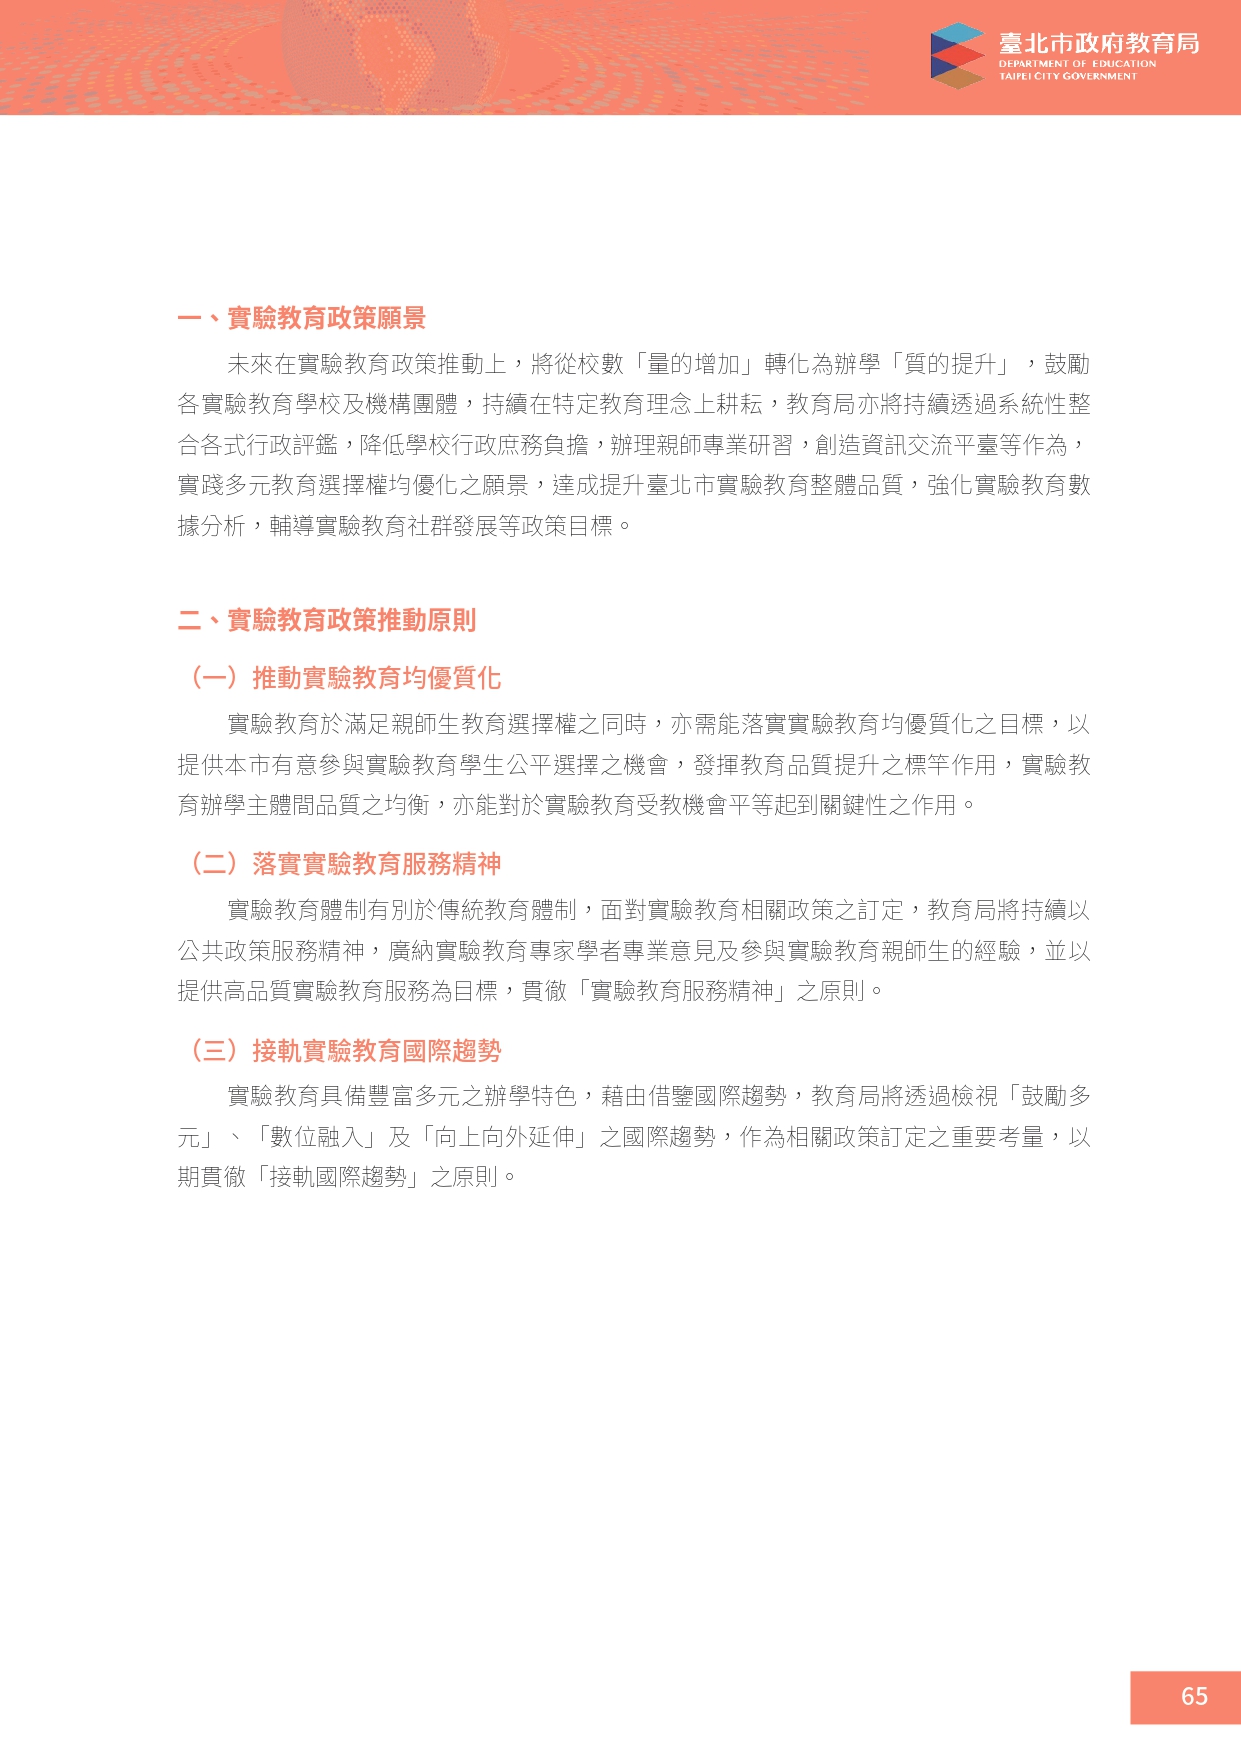 臺北市政府教育局
DEPARTMENT OF EDUCATION
TAIPEI CITY GOVERNMENT
一、實驗教育政策願景
未來在實驗教育政策推動上，將從校數「量的增加」轉化為辦學「質的提升」，鼓勵
各實驗教育學校及機構團體，持續在特定教育理念上耕耘，教育局亦將持續透過系統性整
合各式行政評鑑，降低學校行政庶務負擔，辦理親師專業研習，創造資訊交流平臺等作為，
實踐多元教育選擇權均優化之願景，達成提升臺北市實驗教育整體品質，強化實驗教育數
據分析，輔導實驗教育社群發展等政策目標。
二、實驗教育政策推動原則
（一）推動實驗教育均優質化
實驗教育於滿足親師生教育選擇權之同時，亦需能落實實驗教育均優質化之目標，以
提供本市有意參與實驗教育學生公平選擇之機會，發揮教育品質提升之標竿作用，實驗教
育辦學主體間品質之均衡，亦能對於實驗教育受教機會平等起到關鍵性之作用。
（二）落實實驗教育服務精神
實驗教育體制有別於傳統教育體制，面對實驗教育相關政策之訂定，教育局將持續以
公共政策服務精神，廣納實驗教育專家學者專業意見及參與實驗教育親師生的經驗，並以
提供高品質實驗教育服務為目標，貫徹「實驗教育服務精神」之原則。
（三）接軌實驗教育國際趨勢
實驗教育具備豐富多元之辦學特色，藉由借鑒國際趨勢，教育局將透過檢視「鼓勵多
元」、「數位融入」及「向上向外延伸」之國際趨勢，作為相關政策訂定之重要考量，以
期貫徹「接軌國際趨勢」之原則。
65